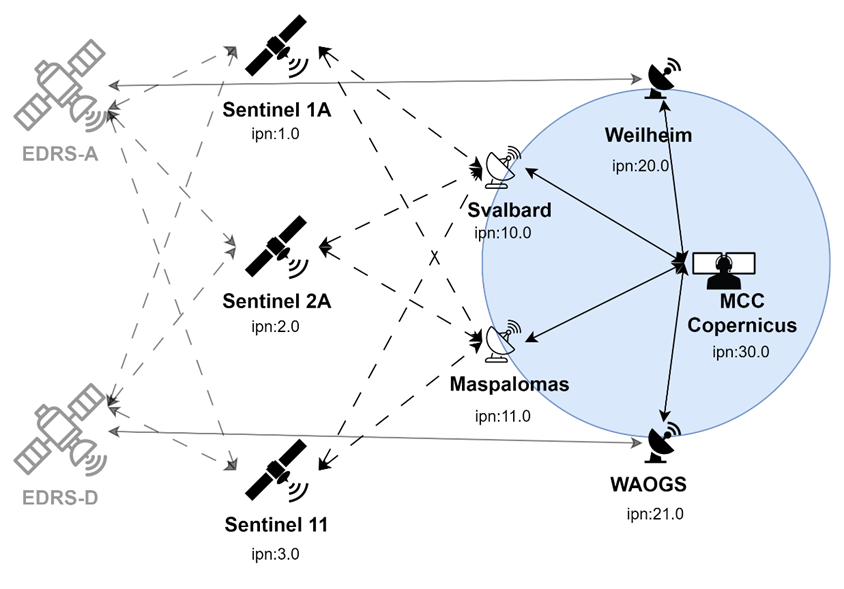 EDRS-A
Sentinel 1A
ipn:1.0
Weilheim
ipn:20.0
Svalbard
ipn:10.0
Sentinel 2A
ipn:2.0
MCC
Copernicus
ipn:30.0
Maspalomas
ipn:11.0
EDRS-D
WAOGS
ipn:21.0
Sentinel 11
ipn:3.0